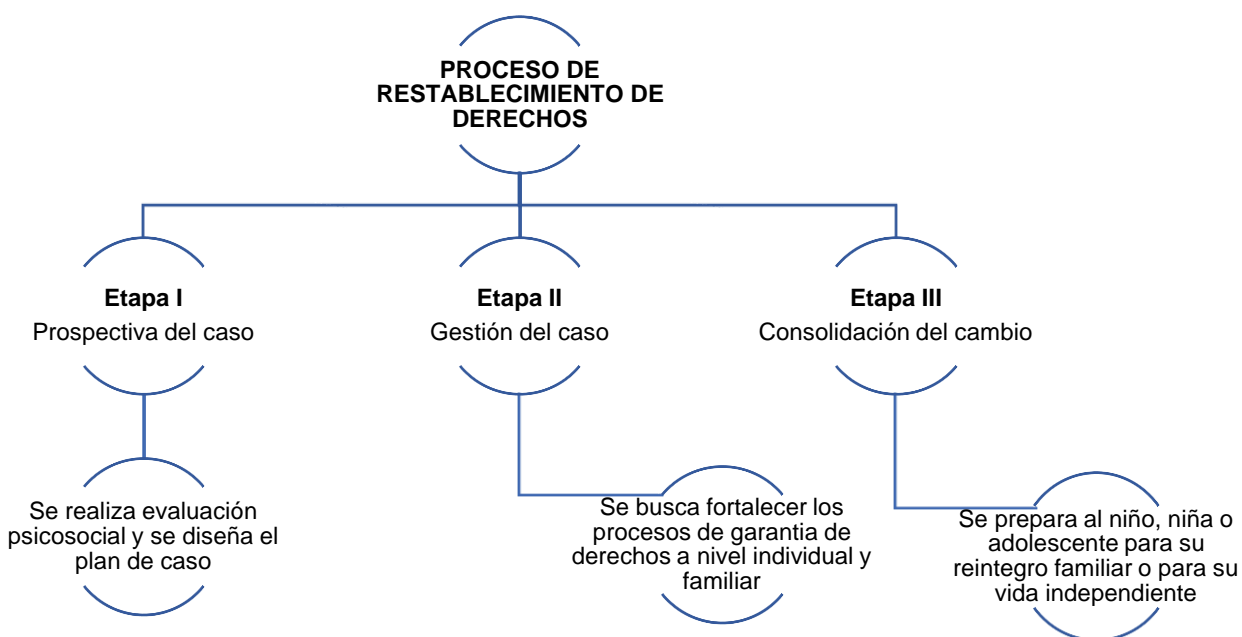 PROCESO DE
RESTABLECIMIENTO DE
DERECHOS
Etapa I
Prospectiva del caso
Etapa II
Gestión del caso
Etapa III
Consolidación del cambio
Se realiza evaluación
psicosocial y se diseña el
plan de caso
Se busca fortalecer los
procesos de garantia de
derechos a nivel individual y
familiar
Se prepara al niño, niña o
adolescente para su
reintegro familiar o para su
vida independiente